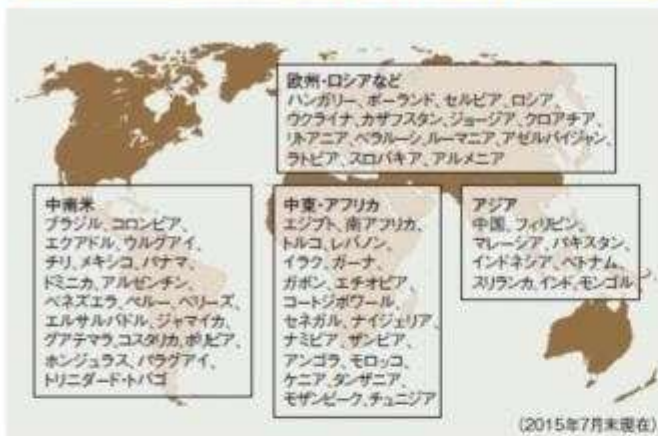 欧州・ロシアなど
ハンガリー、ポーランド、セルビア、ロシア、
ウクライナ、カザフスタン、ジョージア、クロアチア、
リトアニア、ベラルーシ、ルーマニア、アゼルバイジャン、
ラトビア、スロバキア、アルメニア
中南米
ブラジル、コロンビア、
エクアドル、ウルグアイ、
チリ、メキシコ、パナマ、
ドミニカ、アルゼンチン、
ベネズエラ、ペルー、ベリーズ、
エルサルバドル、ジャマイカ、
グアテマラ、コスタリカ、ボリビア、
ホンジュラス、パラグアイ、
トリニダード・トバゴ
中東・アフリカ
エジプト、南アフリカ、
トルコ、レバノン、
イラク、ガーナ、
ガボン、エチオピア、
コートジボワール、
セネガル、ナイジェリア、
ナミビア、ザンビア、
アンゴラ、モロッコ、
ケニア、タンザニア、
モザンビーク、チュニジア
アジア
中国、フィリピン、
マレーシア、パキスタン、
インドネシア、ベトナム、
スリランカ、インド、モンゴル
(2015年7月末現在)